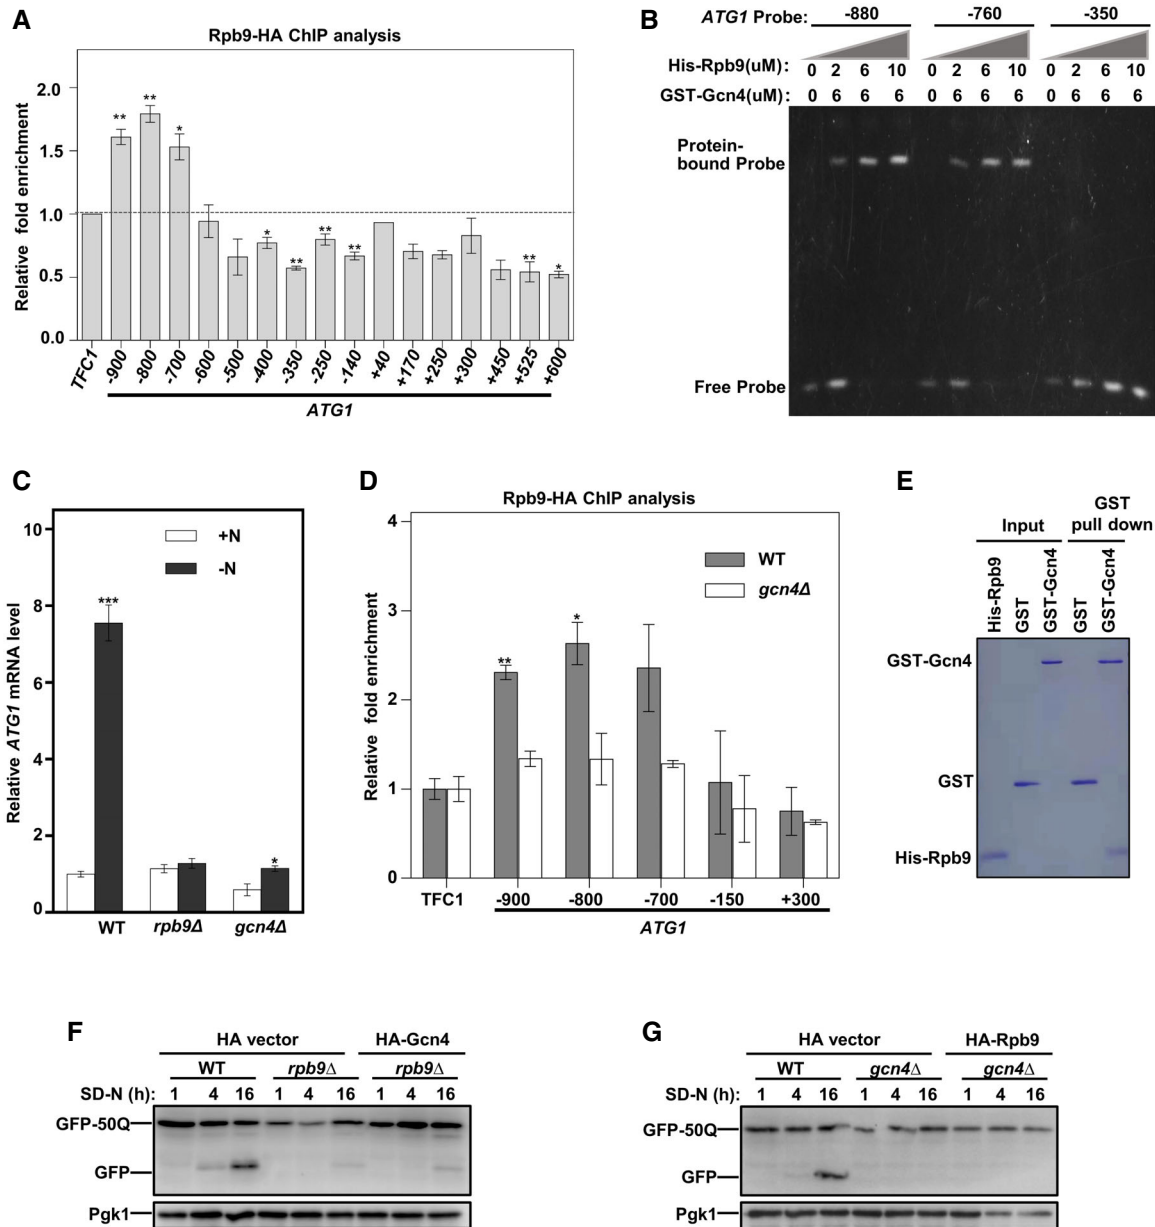 A
Rpb9-HA ChIP analysis
Relative fold enrichment
2.0
1.5
1.0
0.5
0.0
** ** * * ** ** ** ** *
TFC1 -900 -800 -700 -600 -500 -400 -350 -250 -140 +40 +170 +250 +300 +450 +525 +600
ATG1
B
ATG1 Probe: -880 -760 -350
His-Rpb9(uM): 0 2 6 10 0 2 6 10 0 2 6 10
GST-Gcn4(uM): 0 6 6 6 0 6 6 6 0 6 6 6
Protein-
bound Probe
Free Probe
C
Relative ATG1 mRNA level
10
8
6
4
2
0
+N
-N
***
*
WT rpb9Δ gcn4Δ
D
Rpb9-HA ChIP analysis
Relative fold enrichment
4
3
2
1
0
WT
gcn4Δ
** *
TFC1 -900 -800 -700 -150 +300
ATG1
E
GST
Input pull down
His-Rpb9 GST GST-Gcn4 GST GST-Gcn4
GST-Gcn4
GST
His-Rpb9
F
HA vector HA-Gcn4
WT rpb9Δ rpb9Δ
SD-N (h): 1 4 16 1 4 16 1 4 16
GFP-50Q
GFP
Pgk1
G
HA vector HA-Rpb9
WT gcn4Δ gcn4Δ
SD-N (h): 1 4 16 1 4 16 1 4 16
GFP-50Q
GFP
Pgk1